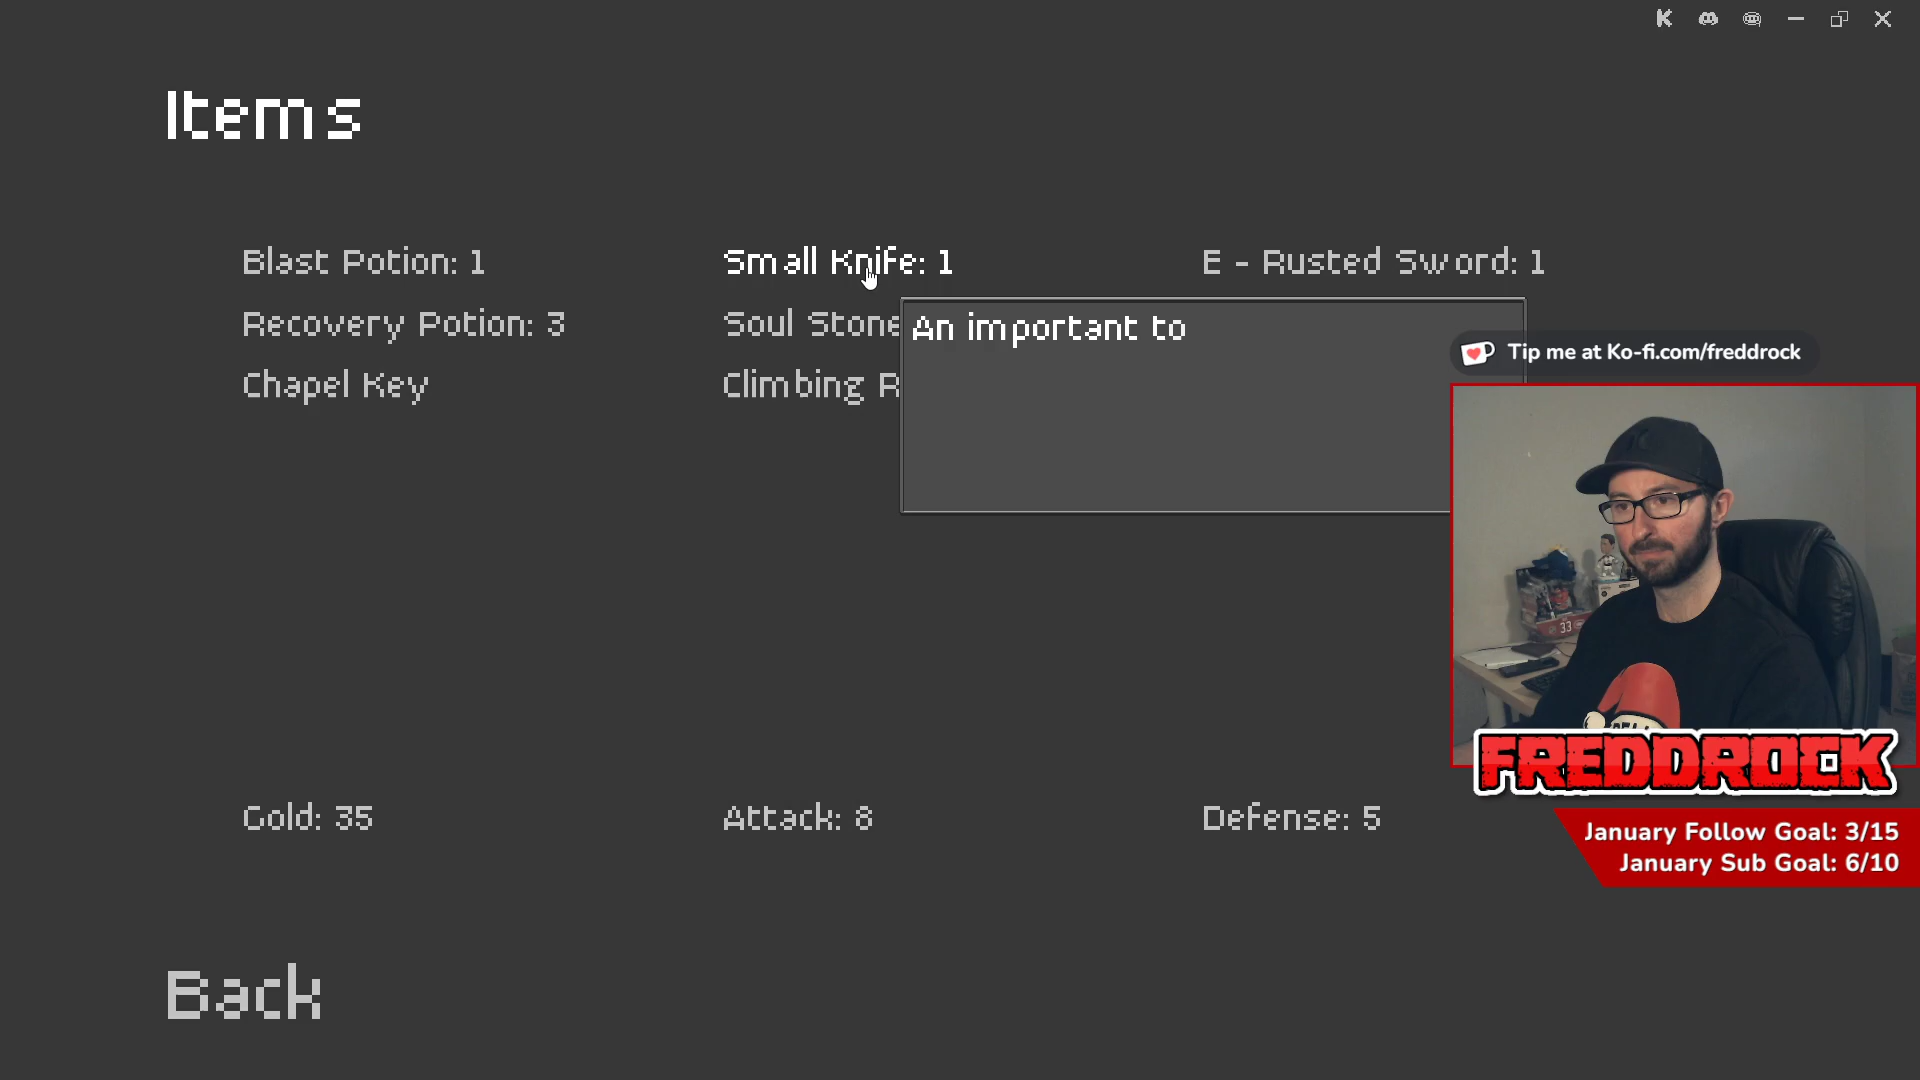 Items
Blast Potion: 1
Small Knife: 1
E - Rusted Sword: 1
Recovery Potion: 3
Soul Stone
An important to
Tip me at Ko-fi.com/freddrock
Chapel Key
Climbing R
33
FREDDROCK
Gold: 35
Attack: 8
Defense: 5
January Follow Goal: 3/15
January Sub Goal: 6/10
Back